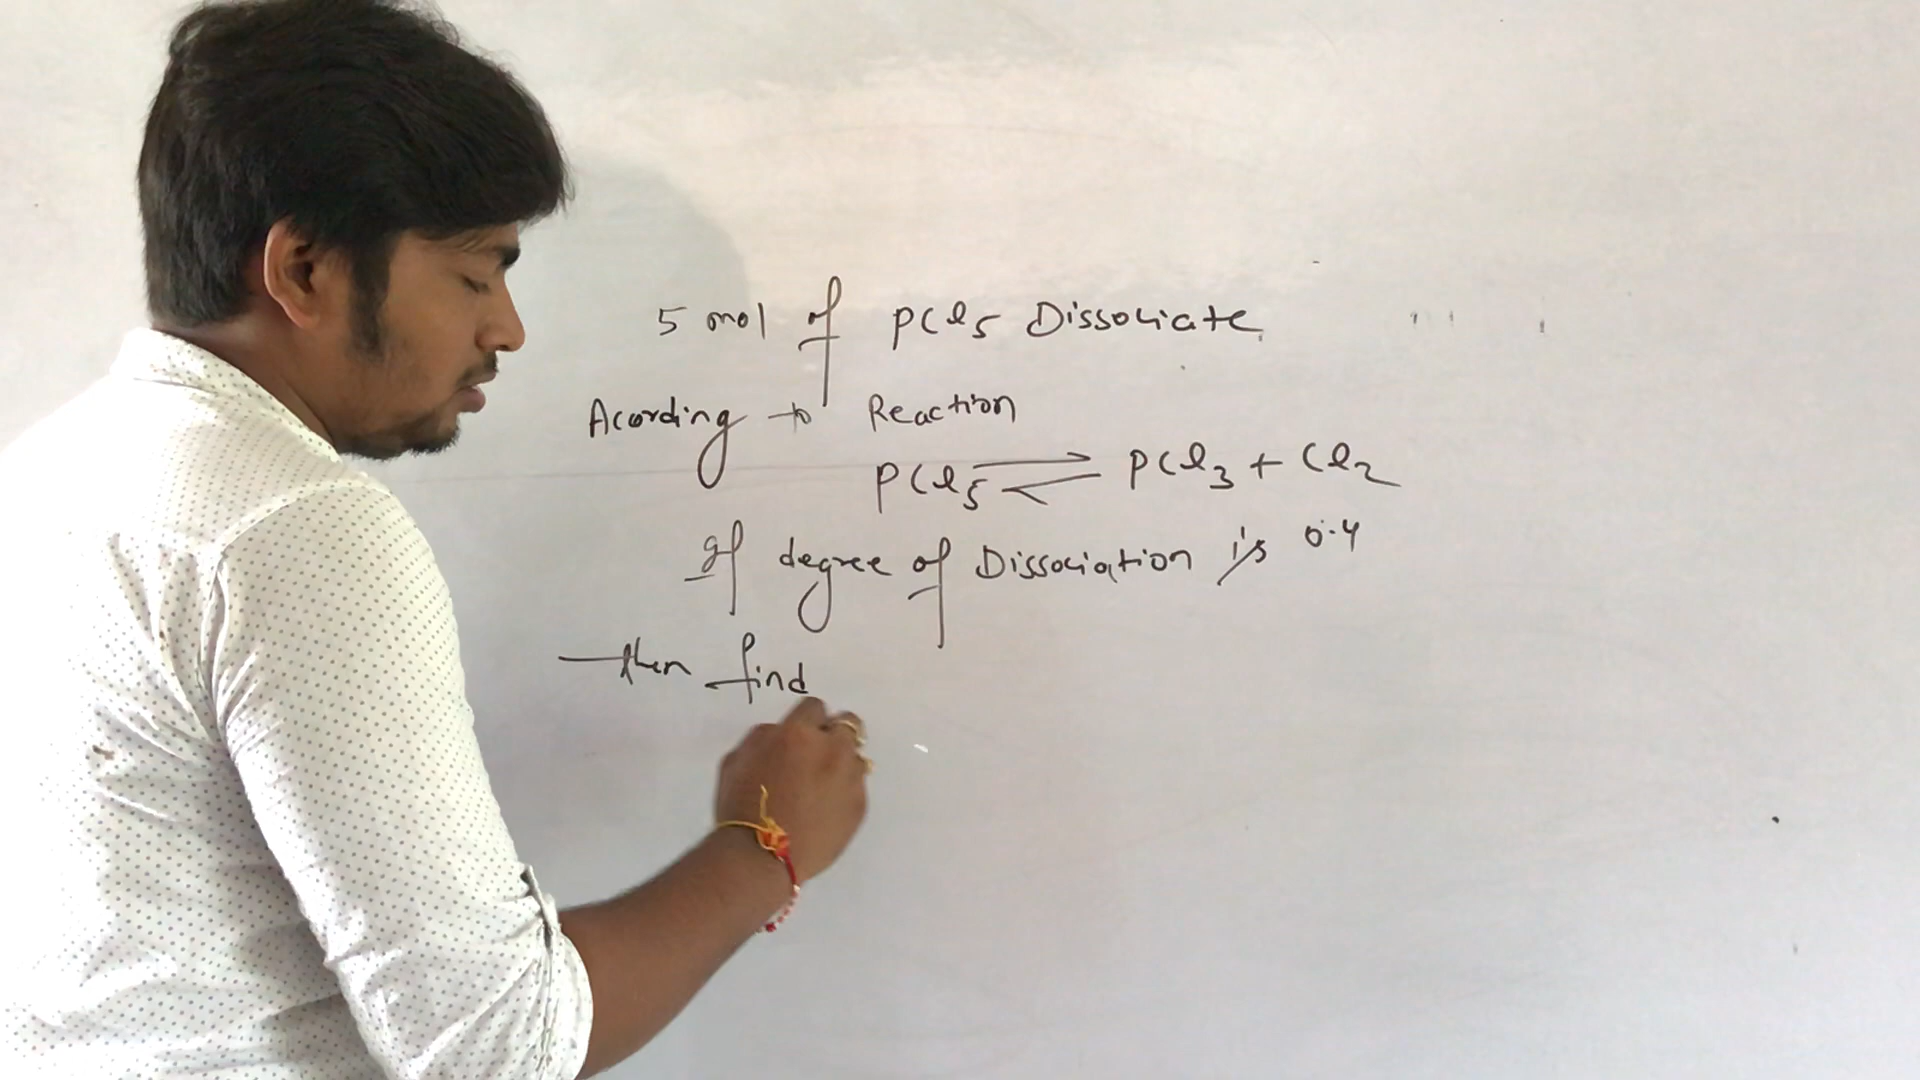 5 mol of PCl5 Dissociate
Acording to Reaction
PCl5 ⇌ PCl3 + Cl2
If degree of Dissociation is 0.4
then find